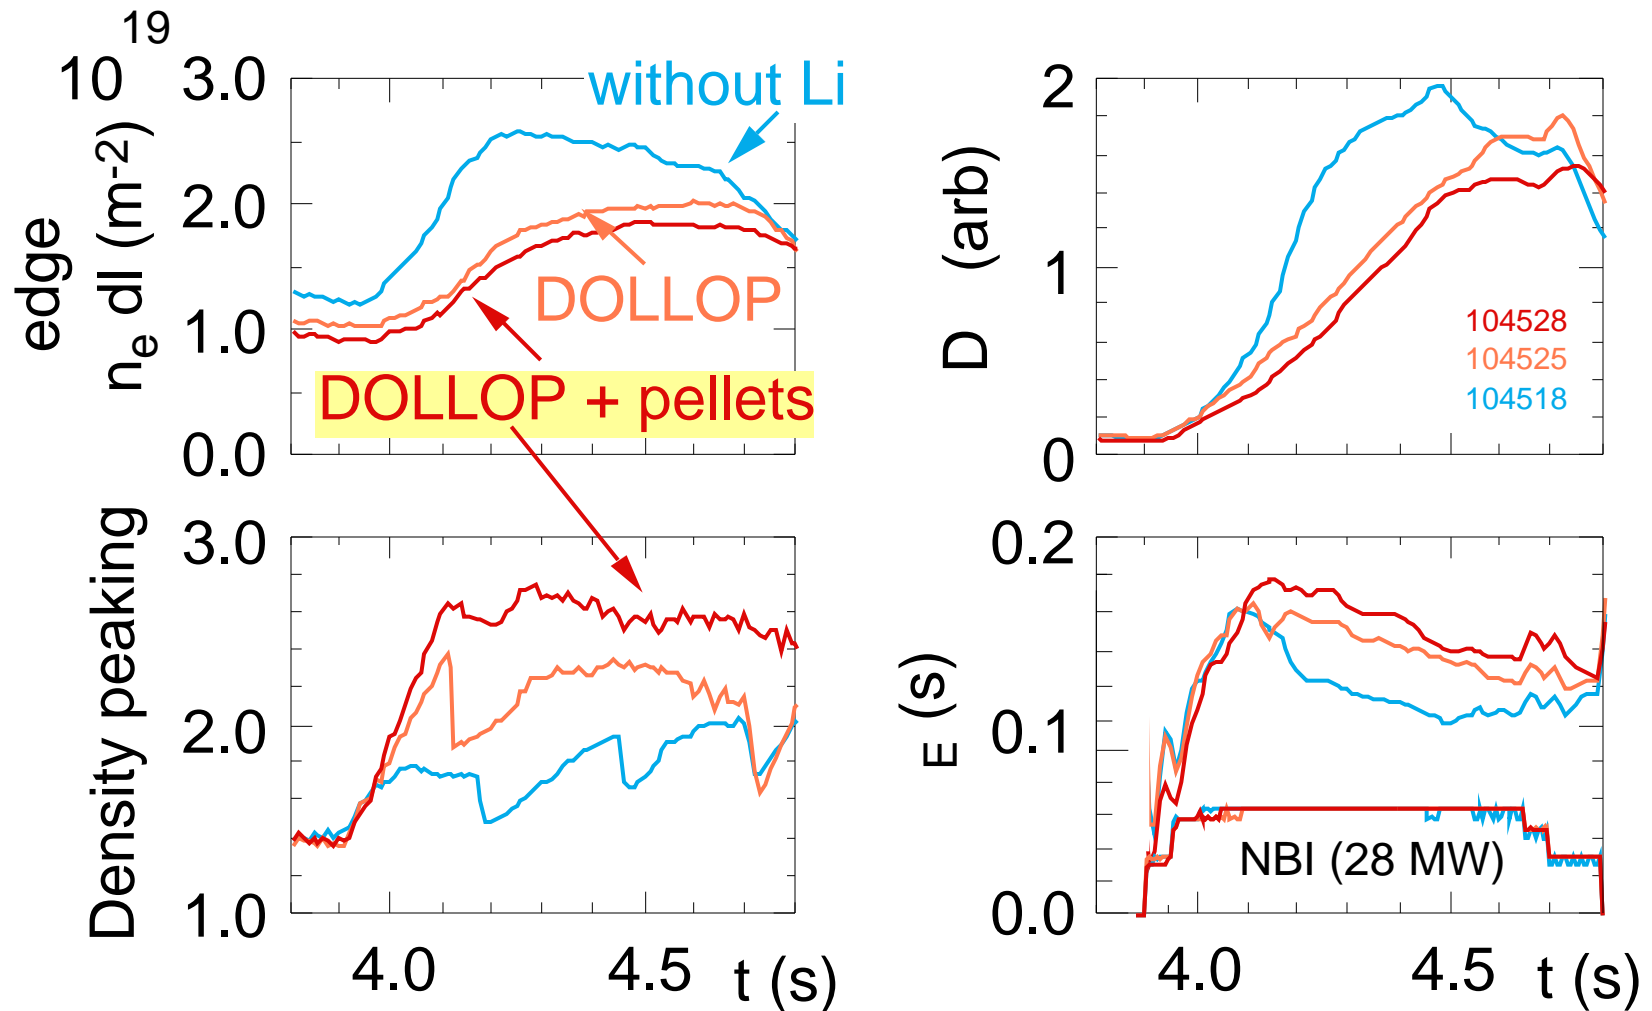 edge
n_e dl (m^-2)
10^19
3.0
2.0
1.0
0.0
without Li
DOLLOP
DOLLOP + pellets
D (arb)
2
1
0
104528
104525
104518
Density peaking
3.0
2.0
1.0
4.0
4.5
t (s)
E (s)
0.2
0.1
0.0
NBI (28 MW)
4.0
4.5
t (s)